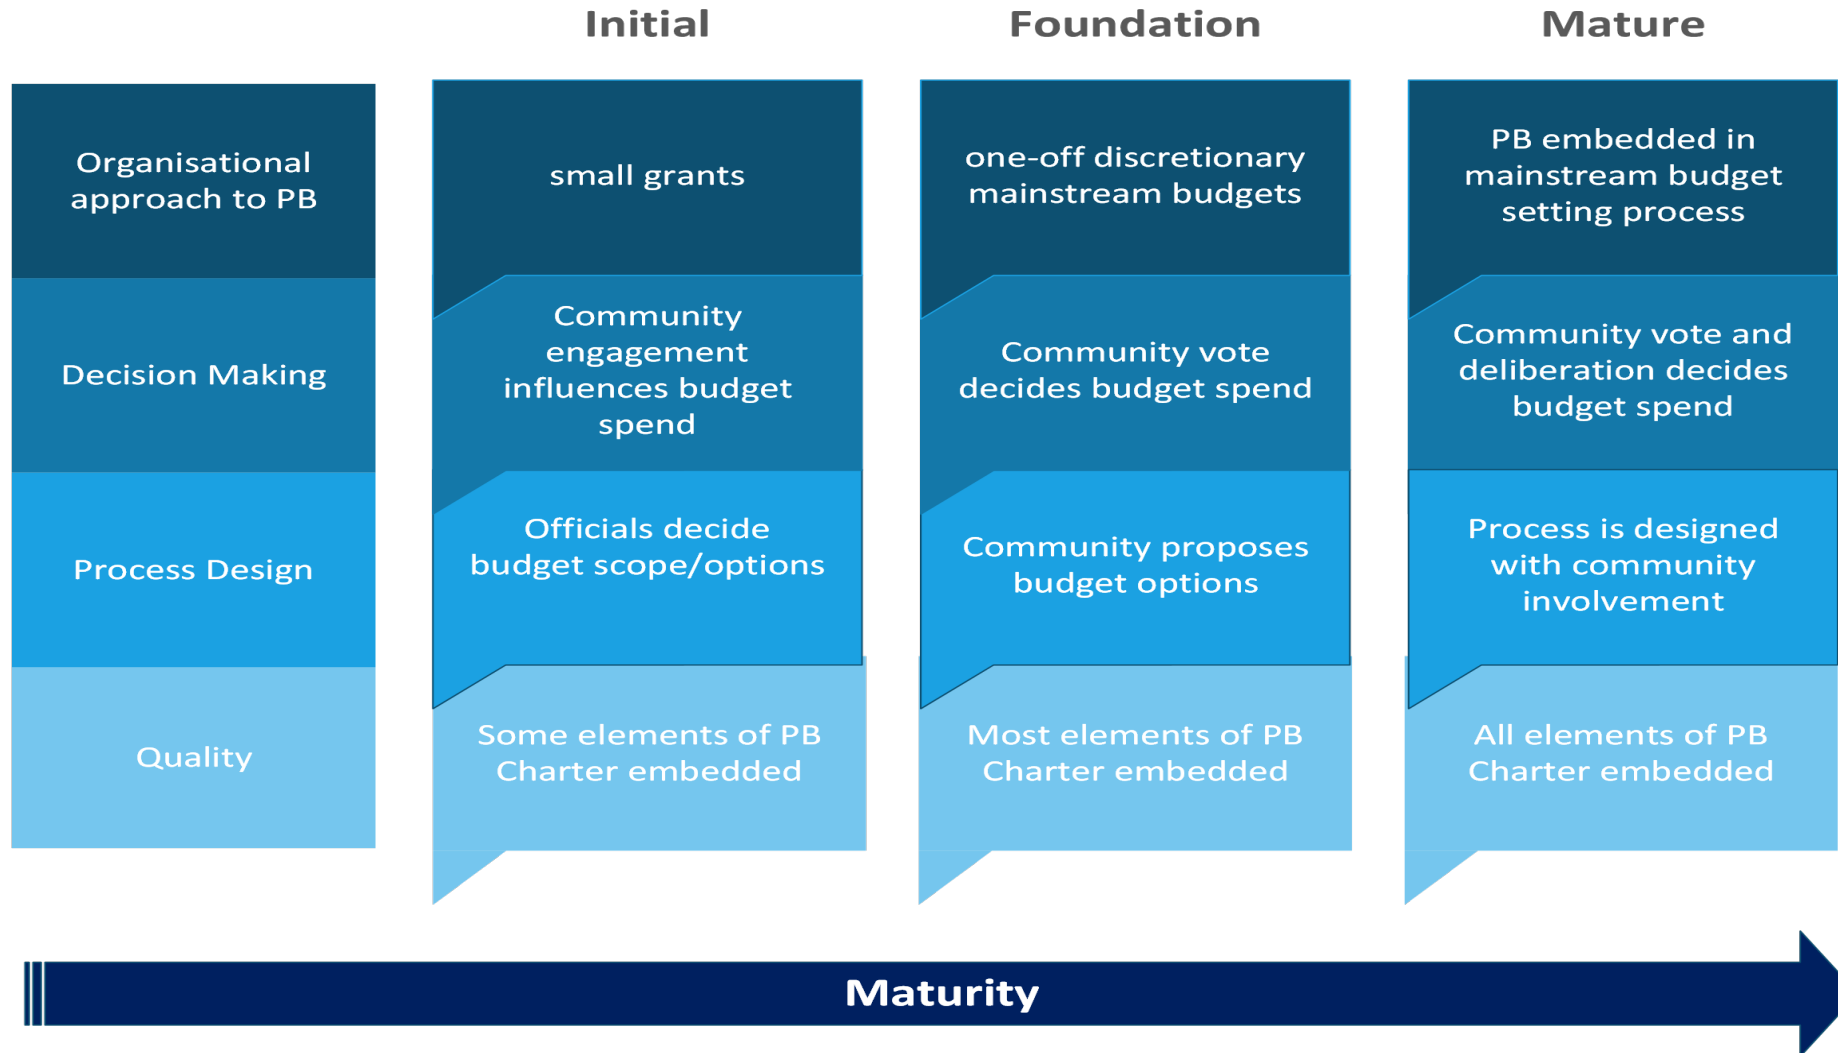 Initial
Foundation
Mature
Organisational
approach to PB
small grants
one-off discretionary
mainstream budgets
PB embedded in
mainstream budget
setting process
Decision Making
Community
engagement
influences budget
spend
Community vote
decides budget spend
Community vote and
deliberation decides
budget spend
Process Design
Officials decide
budget scope/options
Community proposes
budget options
Process is designed
with community
involvement
Quality
Some elements of PB
Charter embedded
Most elements of PB
Charter embedded
All elements of PB
Charter embedded
Maturity